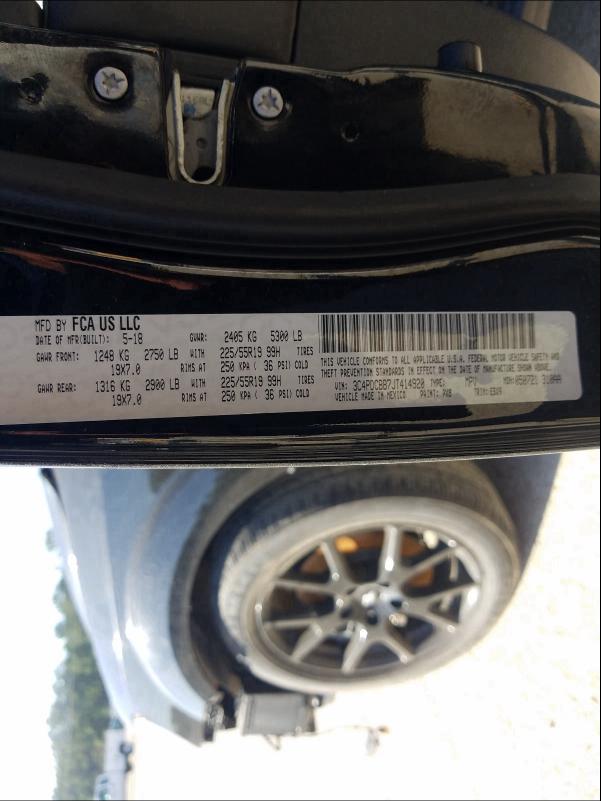 MFD BY FCA US LLC
DATE OF MFR(BUILT): 5-18 GVWR: 2405 KG 5300 LB
GAWR FRONT: 1248 KG 2750 LB WITH 225/55R19 99H TIRES
19X7.0 RIMS AT 250 KPA ( 36 PSI) COLD
GAWR REAR: 1316 KG 2900 LB WITH 225/55R19 99H TIRES
19X7.0 RIMS AT 250 KPA ( 36 PSI) COLD
THIS VEHICLE CONFORMS TO ALL APPLICABLE U.S.A. FEDERAL MOTOR VEHICLE SAFETY AND
THEFT PREVENTION STANDARDS IN EFFECT ON THE DATE OF MANUFACTURE SHOWN ABOVE.
VIN: 3C4PDCBB7JT414920 TYPE: MPV MDH: 050721
VEHICLE MADE IN MEXICO PAINT: PXB TRIM: